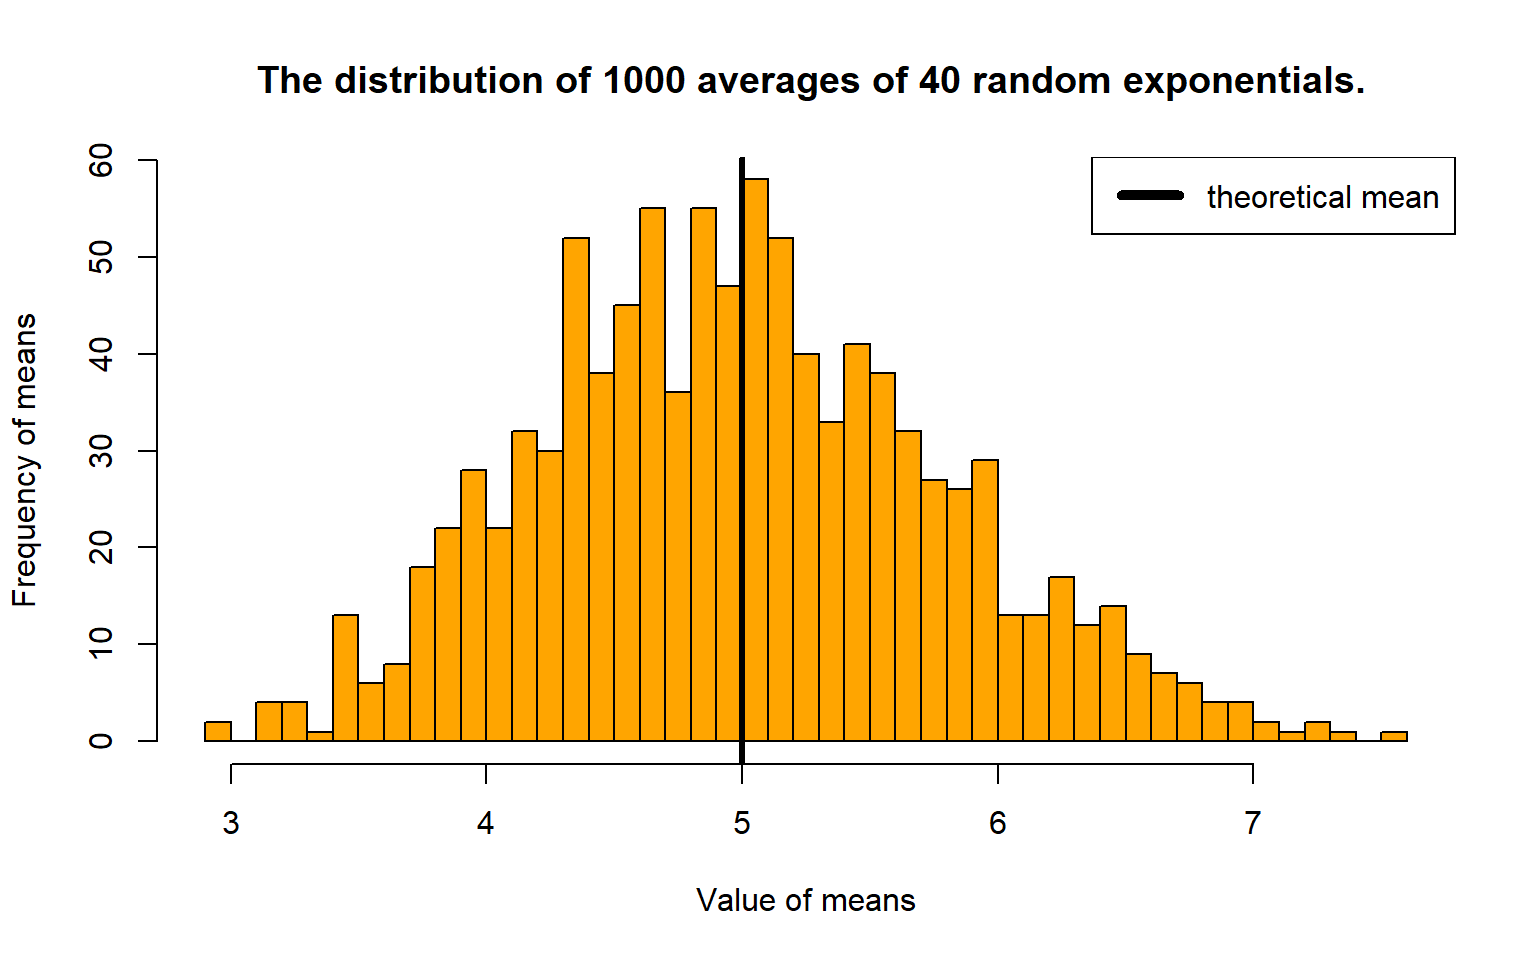 The distribution of 1000 averages of 40 random exponentials.
theoretical mean
Frequency of means
60
50
40
30
20
10
0
3 4 5 6 7
Value of means